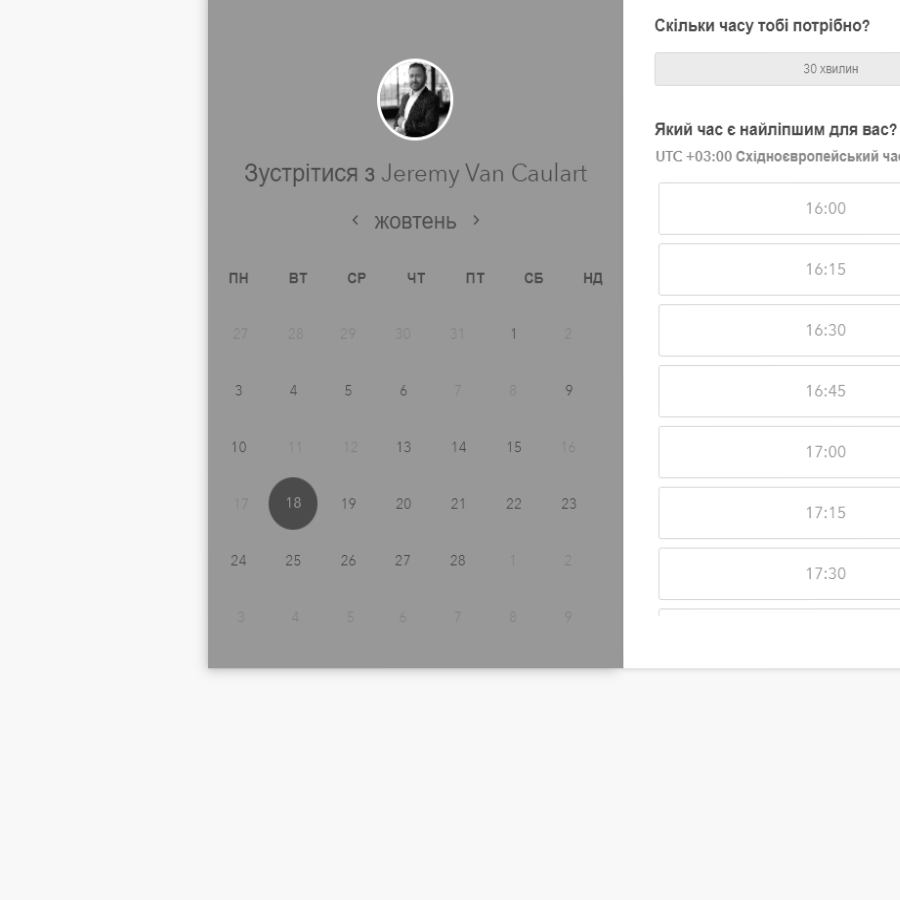 Зустрітися з Jeremy Van Caulart
‹ жовтень ›
ПН ВТ СР ЧТ ПТ СБ НД
27 28 29 30 31 1 2
3 4 5 6 7 8 9
10 11 12 13 14 15 16
17 18 19 20 21 22 23
24 25 26 27 28 1 2
3 4 5 6 7 8 9
Скільки часу тобі потрібно?
30 хвилин
Який час є найліпшим для вас?
UTC +03:00 Східноєвропейський час
16:00
16:15
16:30
16:45
17:00
17:15
17:30